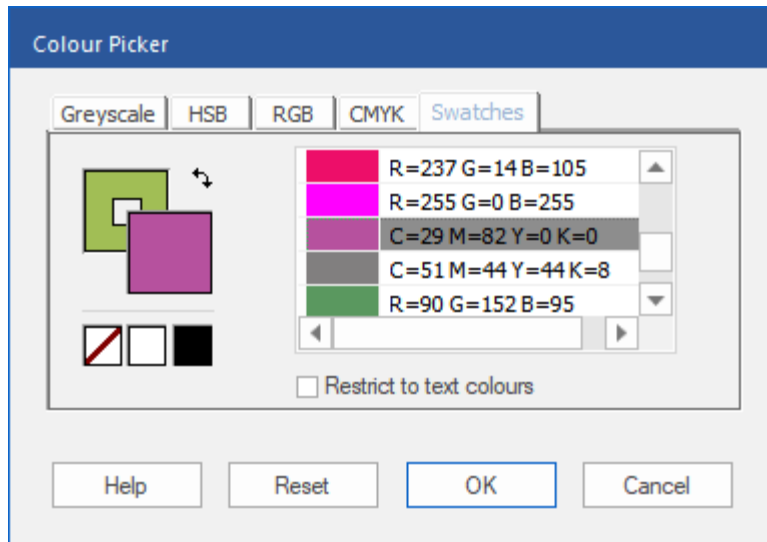 Colour Picker
Greyscale HSB RGB CMYK Swatches
R=237 G=14 B=105
R=255 G=0 B=255
C=29 M=82 Y=0 K=0
C=51 M=44 Y=44 K=8
R=90 G=152 B=95
Restrict to text colours
Help Reset OK Cancel